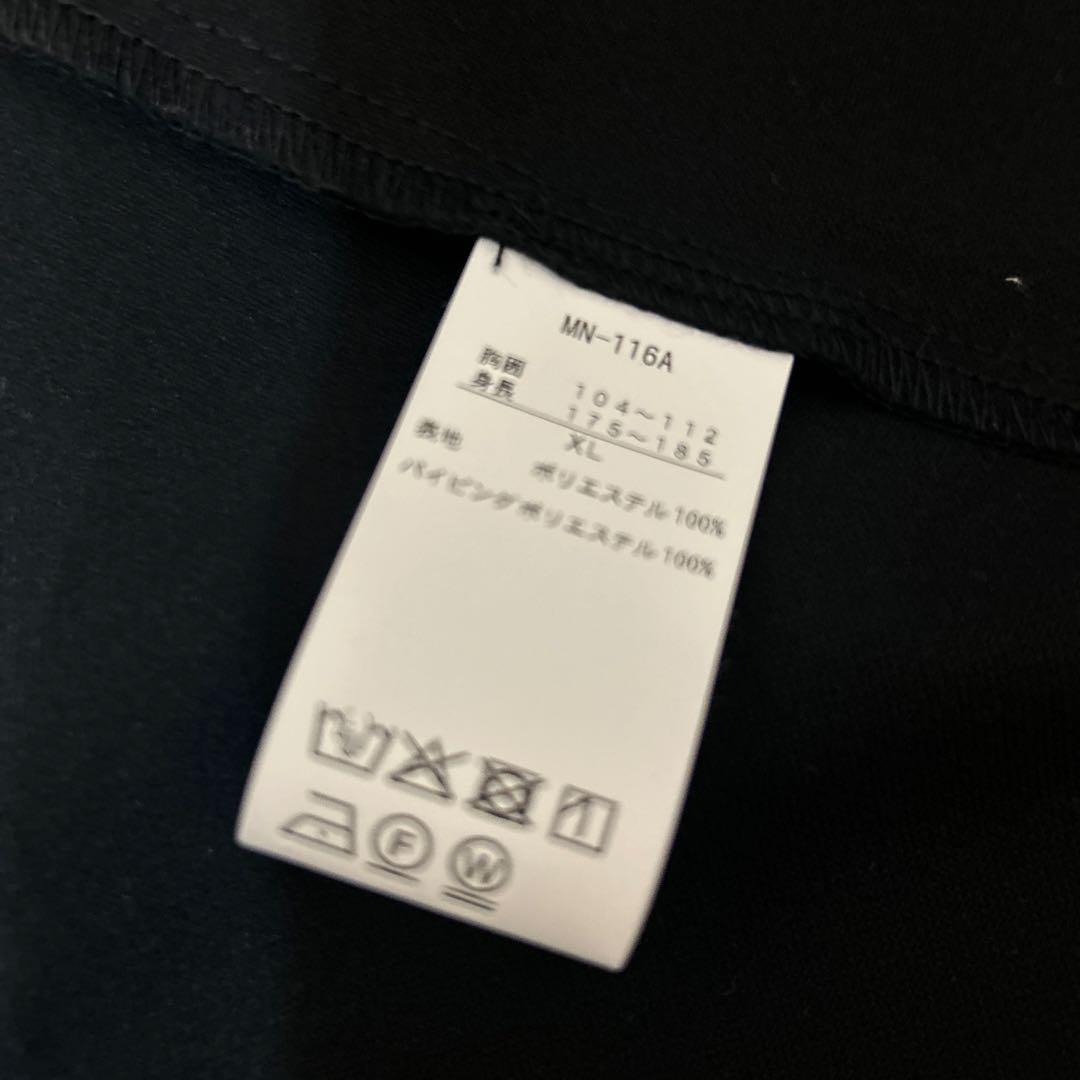 MN-116A
胸囲 104～112
身長 175～185
XL
表地 ポリエステル100%
パイピング ポリエステル100%
F
W